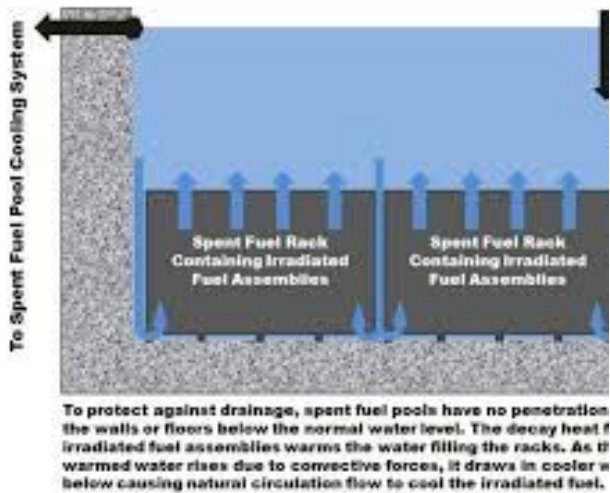 To Spent Fuel Pool Cooling System
Spent Fuel Rack
Containing Irradiated
Fuel Assemblies
Spent Fuel Rack
Containing Irradiated
Fuel Assemblies
To protect against drainage, spent fuel pools have no penetration
the walls or floors below the normal water level. The decay heat f
irradiated fuel assemblies warms the water filling the racks. As th
warmed water rises due to convective forces, it draws in cooler w
below causing natural circulation flow to cool the irradiated fuel.